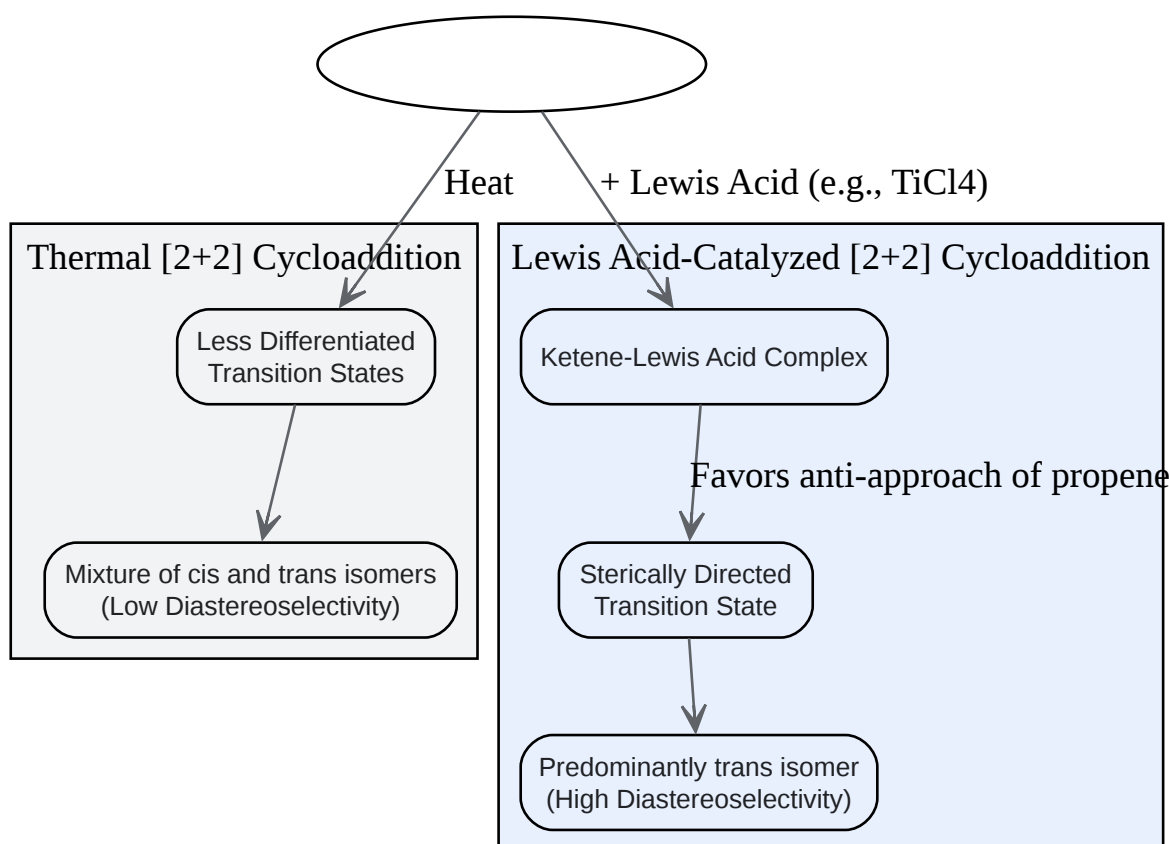 Heat
+ Lewis Acid (e.g., TiCl4)
Thermal [2+2] Cycloaddition
Lewis Acid-Catalyzed [2+2] Cycloaddition
Less Differentiated
Transition States
Ketene-Lewis Acid Complex
Favors anti-approach of propene
Mixture of cis and trans isomers
(Low Diastereoselectivity)
Sterically Directed
Transition State
Predominantly trans isomer
(High Diastereoselectivity)